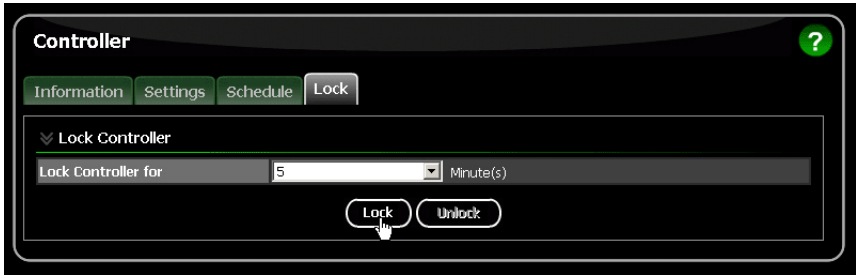 Controller
?
Information Settings Schedule Lock
Lock Controller
Lock Controller for 5 Minute(s)
Lock Unlock